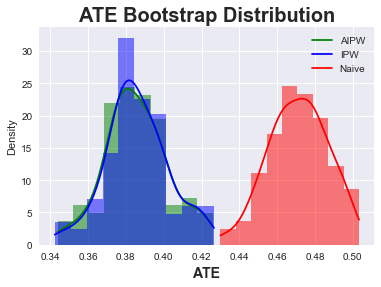 ATE Bootstrap Distribution
AIPW
IPW
Naive
Density
30
25
20
15
10
5
0
0.34 0.36 0.38 0.40 0.42 0.44 0.46 0.48 0.50
ATE